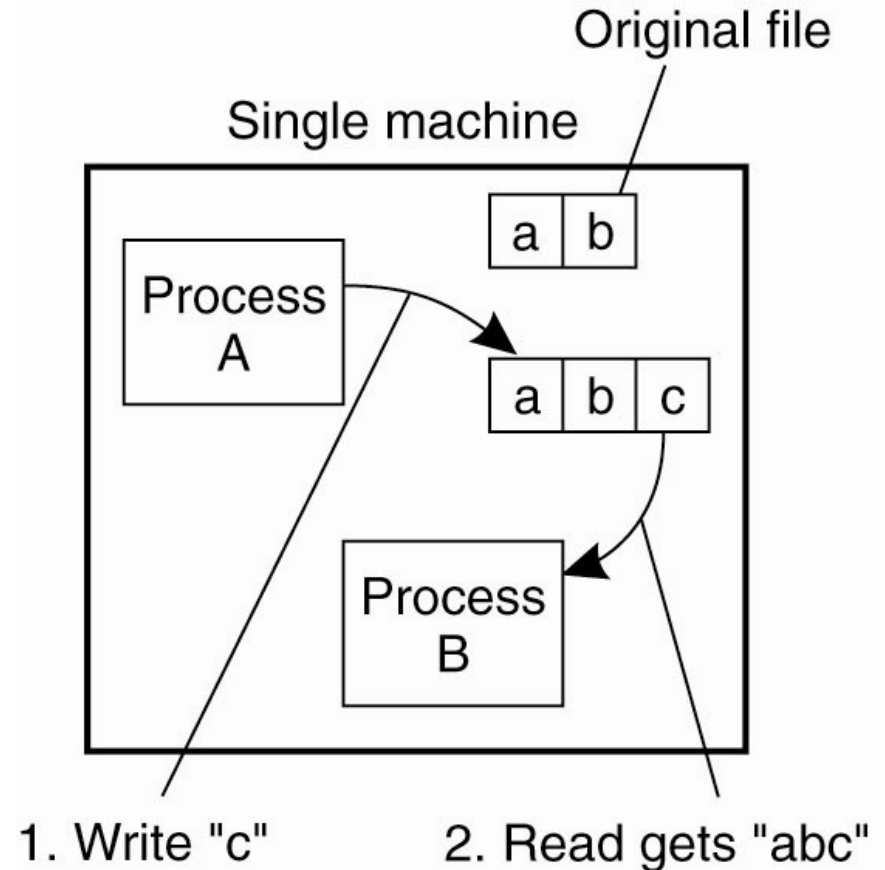 Original file
Single machine
a b
Process
A
a b c
Process
B
1. Write "c"
2. Read gets "abc"